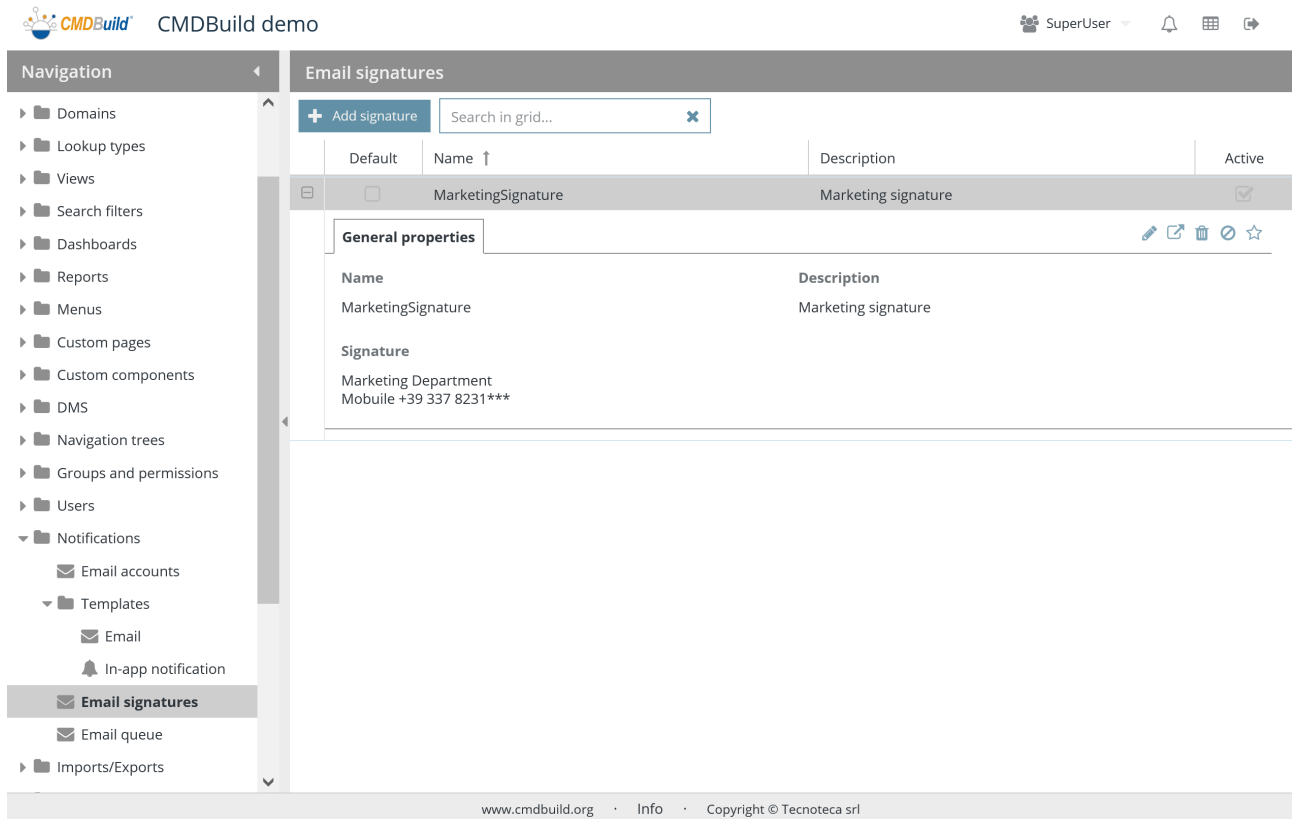 CMDBuild CMDBuild demo SuperUser
Navigation
Email signatures
Domains
Lookup types
Views
Search filters
Dashboards
Reports
Menus
Custom pages
Custom components
DMS
Navigation trees
Groups and permissions
Users
Notifications
Email accounts
Templates
Email
In-app notification
Email signatures
Email queue
Imports/Exports
Add signature Search in grid...
Default Name Description Active
MarketingSignature Marketing signature
General properties
Name Description
MarketingSignature Marketing signature
Signature
Marketing Department
Mobuile +39 337 8231***
www.cmdbuild.org · Info · Copyright © Tecnoteca srl